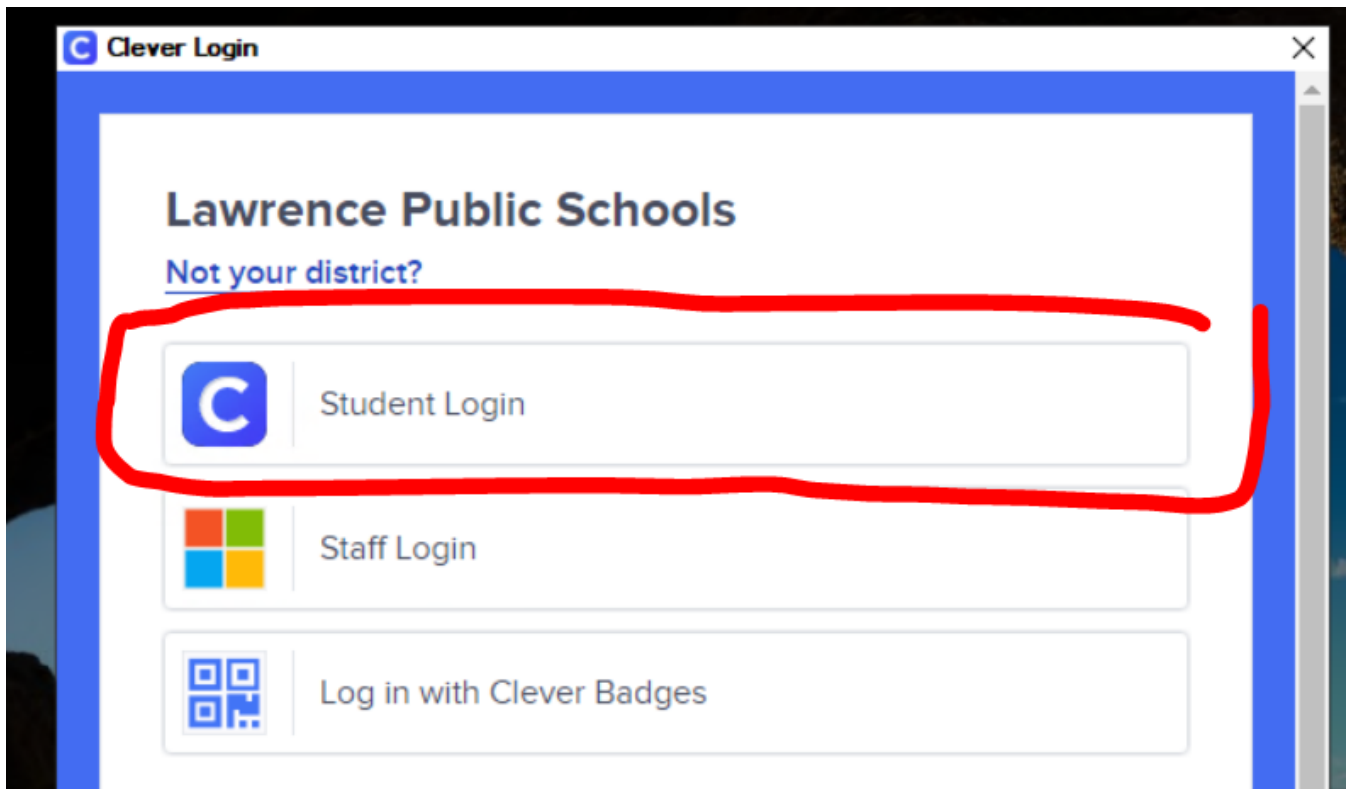 C Clever Login
Lawrence Public Schools
Not your district?
C Student Login
Staff Login
Log in with Clever Badges